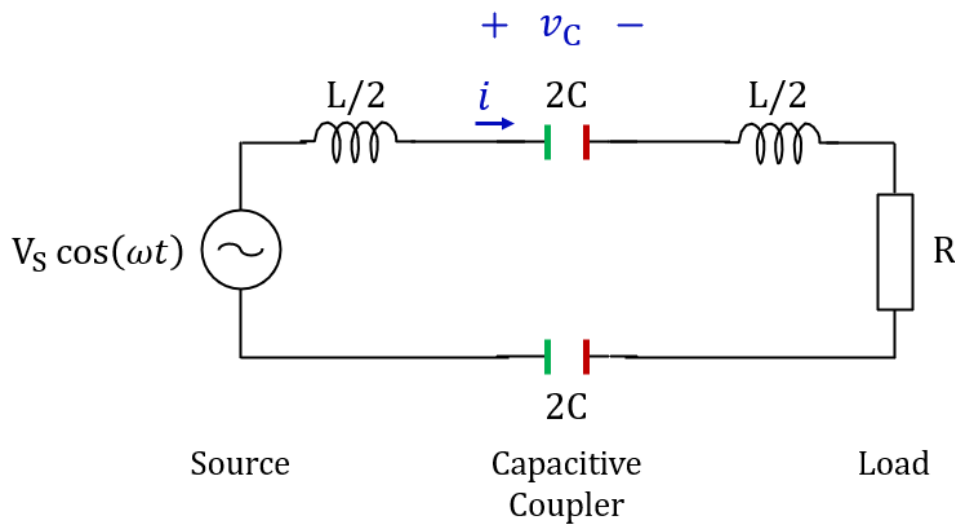 + v_C −
L/2
i
2C
L/2
V_S cos(ωt)
R
2C
Source
Capacitive
Coupler
Load